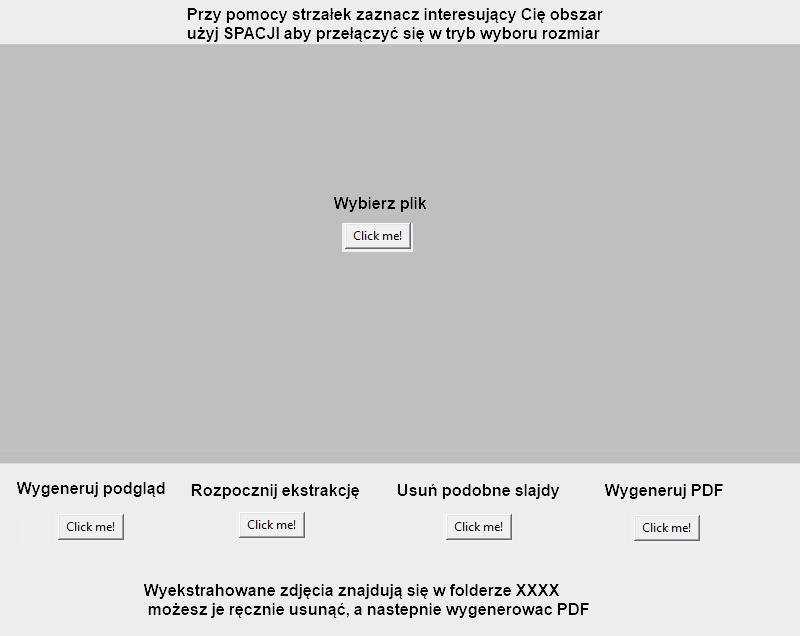 Przy pomocy strzałek zaznacz interesujący Cię obszar
użyj SPACJI aby przełączyć się w tryb wyboru rozmiar
Wybierz plik
Click me!
Wygeneruj podgląd
Rozpocznij ekstrakcję
Usuń podobne slajdy
Wygeneruj PDF
Click me!
Click me!
Click me!
Click me!
Wyekstrahowane zdjęcia znajdują się w folderze XXXX
możesz je ręcznie usunąć, a nastepnie wygenerowac PDF